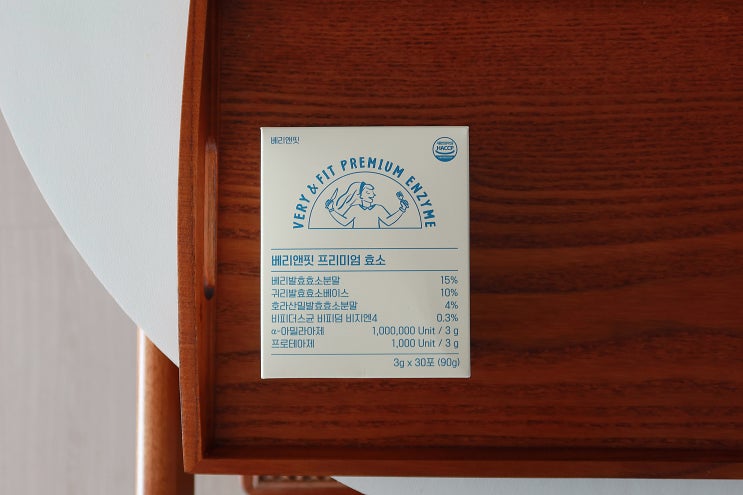 베리앤핏
HACCP
VERY & FIT PREMIUM ENZYME
베리앤핏 프리미엄 효소
베리발효효소분말 15%
귀리발효효소베이스 10%
호라산밀발효효소분말 4%
비피더스균 비피덤 비지엔4 0.3%
α-아밀라아제 1,000,000 Unit / 3 g
프로테아제 1,000 Unit / 3 g
3g x 30포 (90g)